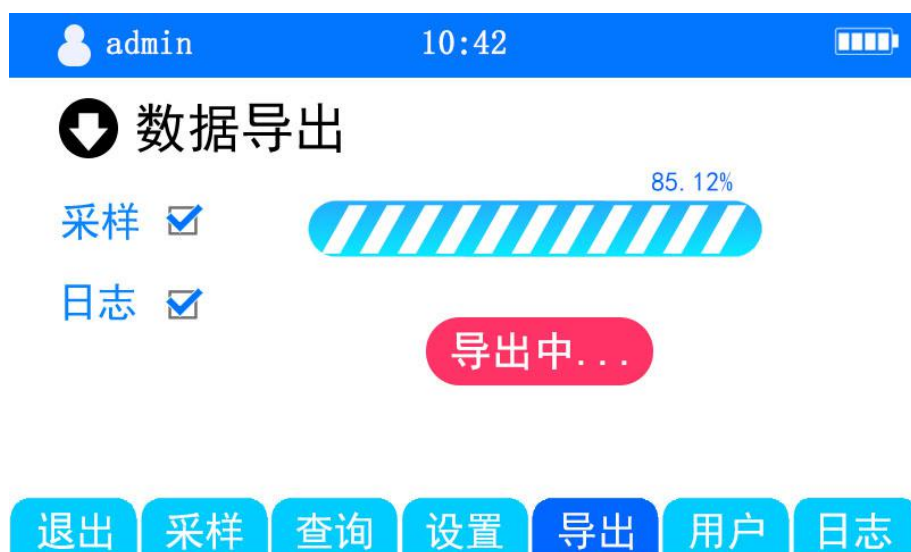 admin 10:42
数据导出
85.12%
采样
日志
导出中...
退出 采样 查询 设置 导出 用户 日志